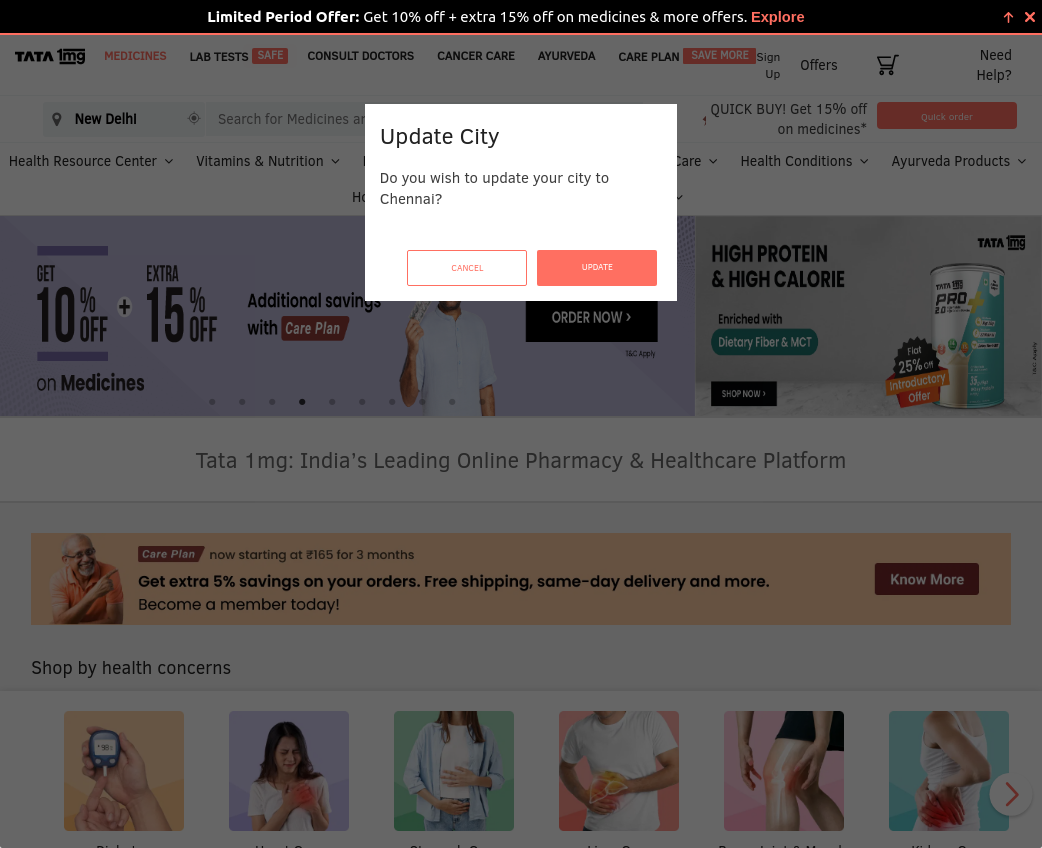 Limited Period Offer: Get 10% off + extra 15% off on medicines & more offers. Explore
TATA 1mg
MEDICINES
LAB TESTS SAFE
CONSULT DOCTORS
CANCER CARE
AYURVEDA
CARE PLAN SAVE MORE
Sign
Up
Offers
Need
Help?
New Delhi
Search for Medicines
QUICK BUY! Get 15% off
on medicines*
Quick order
Health Resource Center
Vitamins & Nutrition
Care
Health Conditions
Ayurveda Products
Update City
Do you wish to update your city to
Chennai?
CANCEL
UPDATE
GET
10% OFF
+
EXTRA
15% OFF
on Medicines
Additional savings
with Care Plan
ORDER NOW ›
T&C Apply
HIGH PROTEIN
& HIGH CALORIE
Enriched with
Dietary Fiber & MCT
SHOP NOW ›
TATA 1mg
TATA 1mg
PRO
2.0
Flat
25% Off
Introductory
Offer
T&C Apply
Tata 1mg: India’s Leading Online Pharmacy & Healthcare Platform
Care Plan now starting at ₹165 for 3 months
Get extra 5% savings on your orders. Free shipping, same-day delivery and more.
Become a member today!
Know More
Shop by health concerns
98